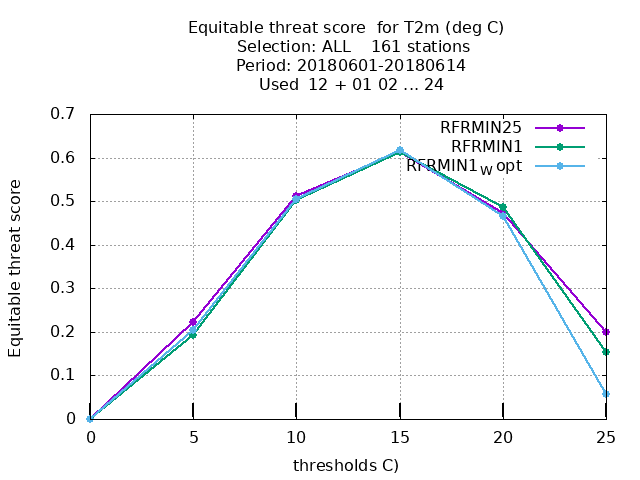 Equitable threat score  for T2m (deg C)
Selection: ALL    161 stations
Period: 20180601-20180614
Used  12 + 01 02 ... 24
Equitable threat score
0.7
0.6
0.5
0.4
0.3
0.2
0.1
0
RFRMIN25
RFRMIN1
RFRMIN1W opt
0 5 10 15 20 25
thresholds C)